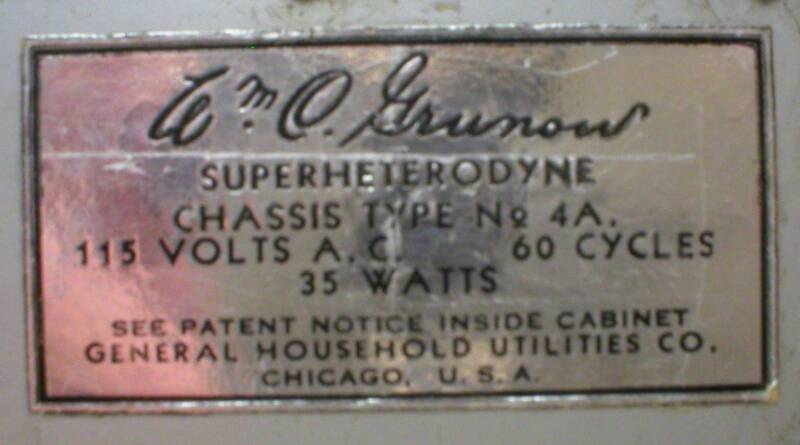 Wm. C. Grunow
SUPERHETERODYNE
CHASSIS TYPE No 4A.
115 VOLTS A.C. 60 CYCLES
35 WATTS
SEE PATENT NOTICE INSIDE CABINET
GENERAL HOUSEHOLD UTILITIES CO.
CHICAGO, U.S.A.